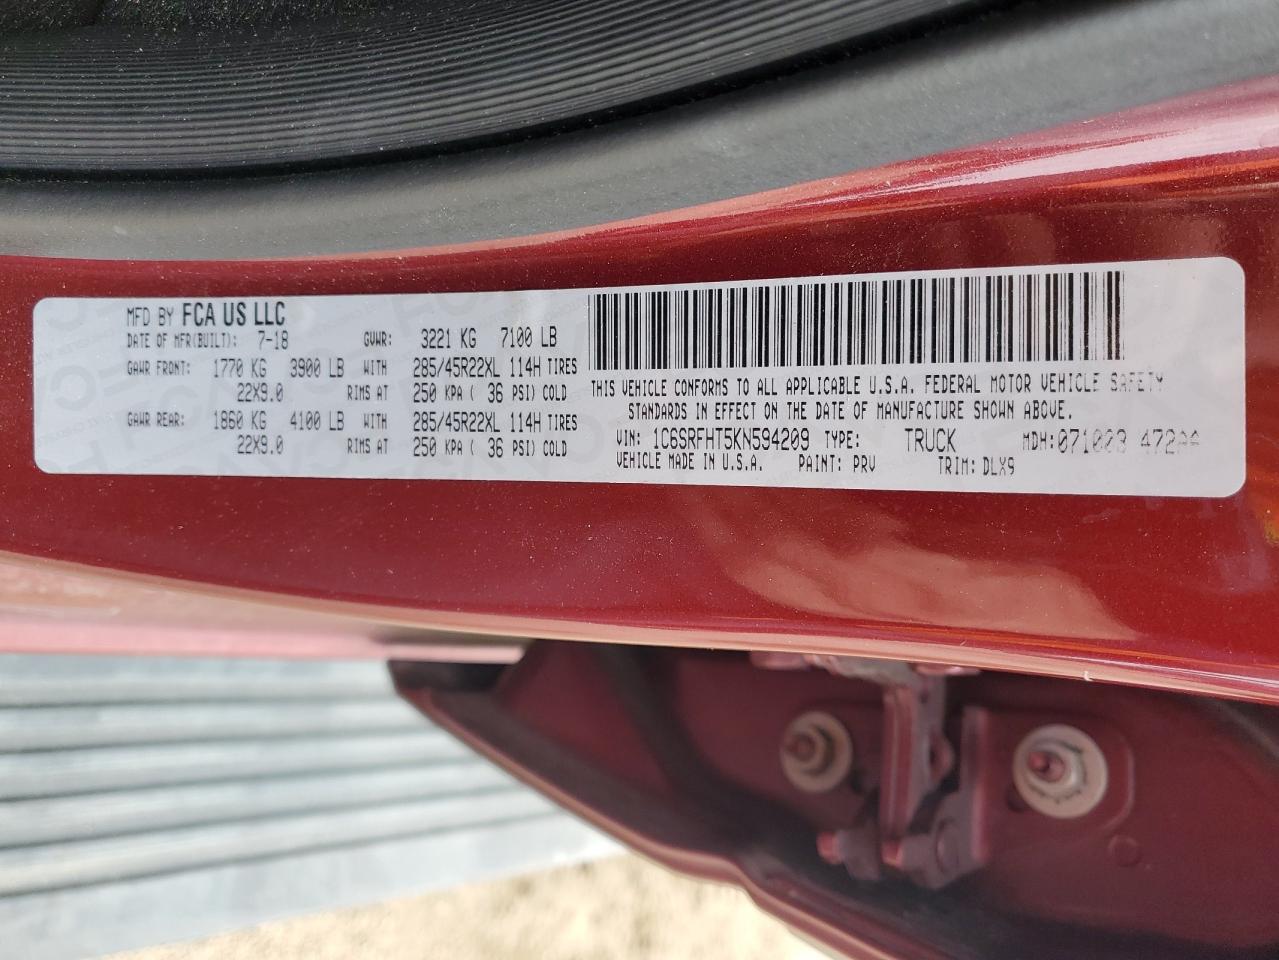 MFD BY FCA US LLC
DATE OF MFR(BUILT): 7-18 GVWR: 3221 KG 7100 LB
GAWR FRONT: 1770 KG 3900 LB WITH 285/45R22XL 114H TIRES
22X9.0 RIMS AT 250 KPA ( 36 PSI) COLD
GAWR REAR: 1860 KG 4100 LB WITH 285/45R22XL 114H TIRES
22X9.0 RIMS AT 250 KPA ( 36 PSI) COLD
THIS VEHICLE CONFORMS TO ALL APPLICABLE U.S.A. FEDERAL MOTOR VEHICLE SAFETY
STANDARDS IN EFFECT ON THE DATE OF MANUFACTURE SHOWN ABOVE.
VIN: 1C6SRFHT5KN594209 TYPE: TRUCK MDH:
VEHICLE MADE IN U.S.A. PAINT: PRV TRIM: DLX9